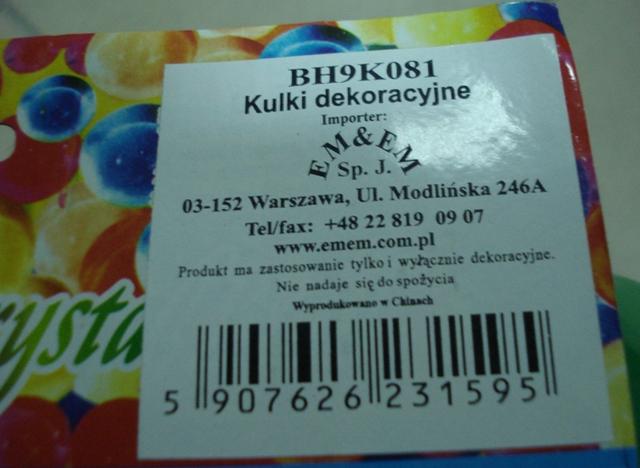 BH9K081
Kulki dekoracyjne
Importer:
EM&EM
Sp. J.
03-152 Warszawa, Ul. Modlińska 246A
Tel/fax: +48 22 819 09 07
www.emem.com.pl
Produkt ma zastosowanie tylko i wyłącznie dekoracyjne.
Nie nadaje się do spożycia
Wyprodukowano w Chinach
5 907626 231595
ysta